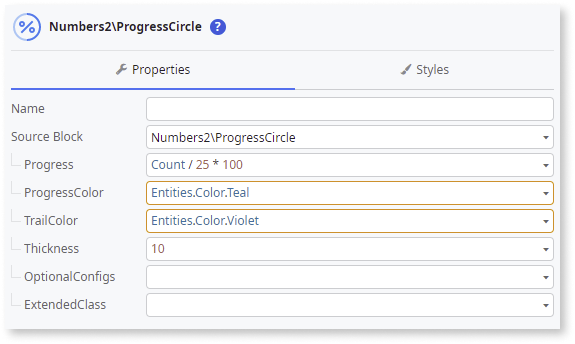 Numbers2\ProgressCircle ?
Properties
Styles
Name
Source Block Numbers2\ProgressCircle
Progress Count / 25 * 100
ProgressColor Entities.Color.Teal
TrailColor Entities.Color.Violet
Thickness 10
OptionalConfigs
ExtendedClass